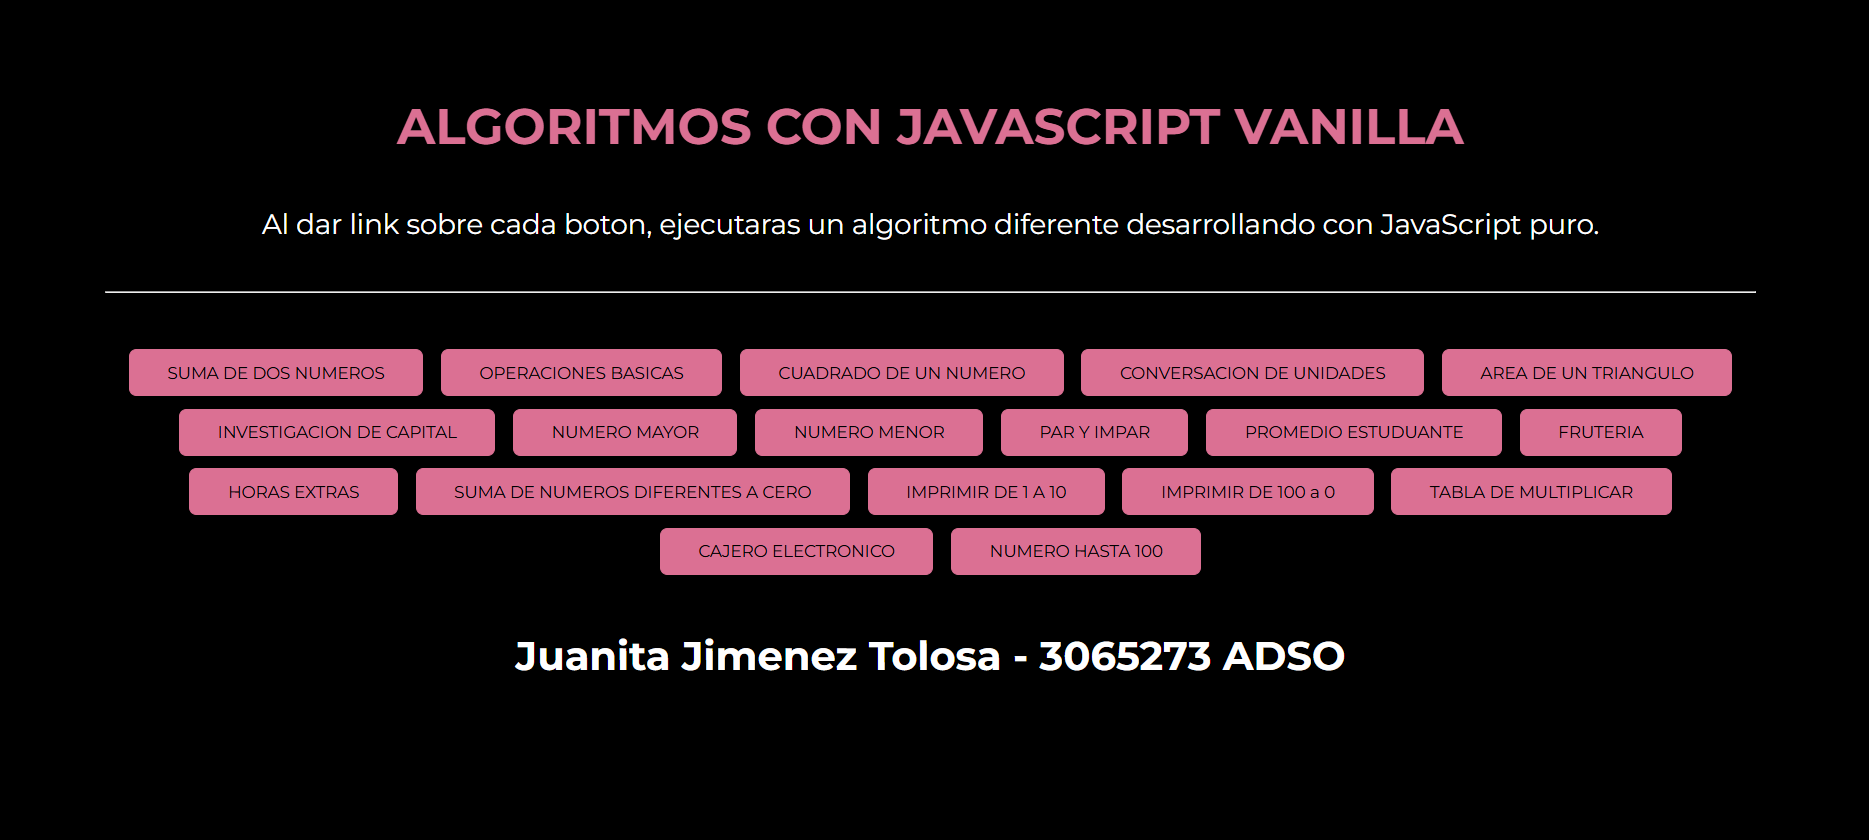 ALGORITMOS CON JAVASCRIPT VANILLA
Al dar link sobre cada boton, ejecutaras un algoritmo diferente desarrollando con JavaScript puro.
SUMA DE DOS NUMEROS OPERACIONES BASICAS CUADRADO DE UN NUMERO CONVERSACION DE UNIDADES AREA DE UN TRIANGULO
INVESTIGACION DE CAPITAL NUMERO MAYOR NUMERO MENOR PAR Y IMPAR PROMEDIO ESTUDUANTE FRUTERIA
HORAS EXTRAS SUMA DE NUMEROS DIFERENTES A CERO IMPRIMIR DE 1 A 10 IMPRIMIR DE 100 a 0 TABLA DE MULTIPLICAR
CAJERO ELECTRONICO NUMERO HASTA 100
Juanita Jimenez Tolosa - 3065273 ADSO